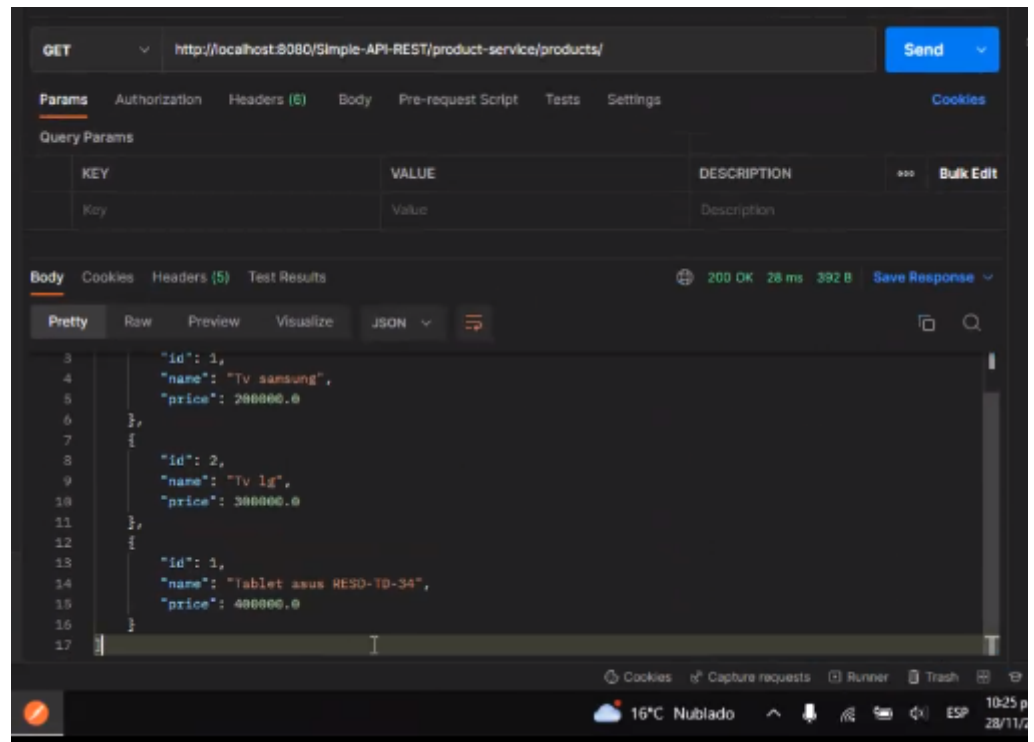 GET http://localhost:8080/Simple-API-REST/product-service/products/ Send
Params Authorization Headers (6) Body Pre-request Script Tests Settings Cookies
Query Params
KEY VALUE DESCRIPTION Bulk Edit
Key Value Description
Body Cookies Headers (5) Test Results 200 OK 28 ms 392 B Save Response
Pretty Raw Preview Visualize JSON
3 "id": 1,
4 "name": "Tv samsung",
5 "price": 200000.0
6 },
7 {
8 "id": 2,
9 "name": "Tv lg",
10 "price": 300000.0
11 },
12 {
13 "id": 1,
14 "name": "Tablet asus RESD-TD-34",
15 "price": 400000.0
16 }
17 ]
Cookies Capture requests Runner Trash
16°C Nublado ESP 10:25 p
28/11/2